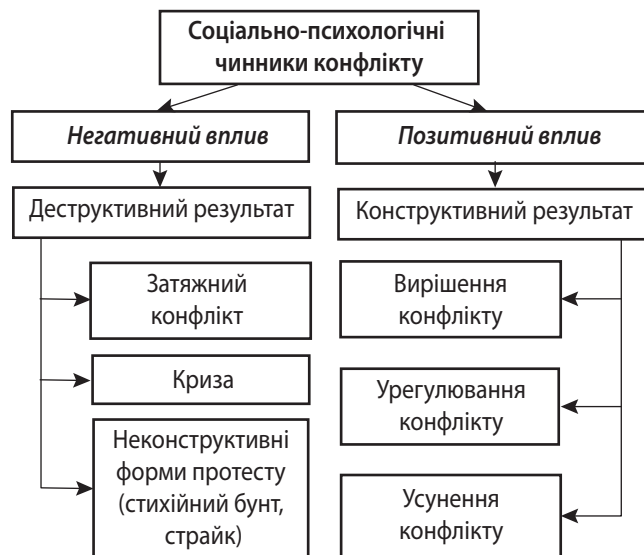 Соціально-психологічні
чинники конфлікту
Негативний вплив
Позитивний вплив
Деструктивний результат
Конструктивний результат
Затяжний
конфлікт
Вирішення
конфлікту
Криза
Урегулювання
конфлікту
Неконструктивні
форми протесту
(стихійний бунт,
страйк)
Усунення
конфлікту